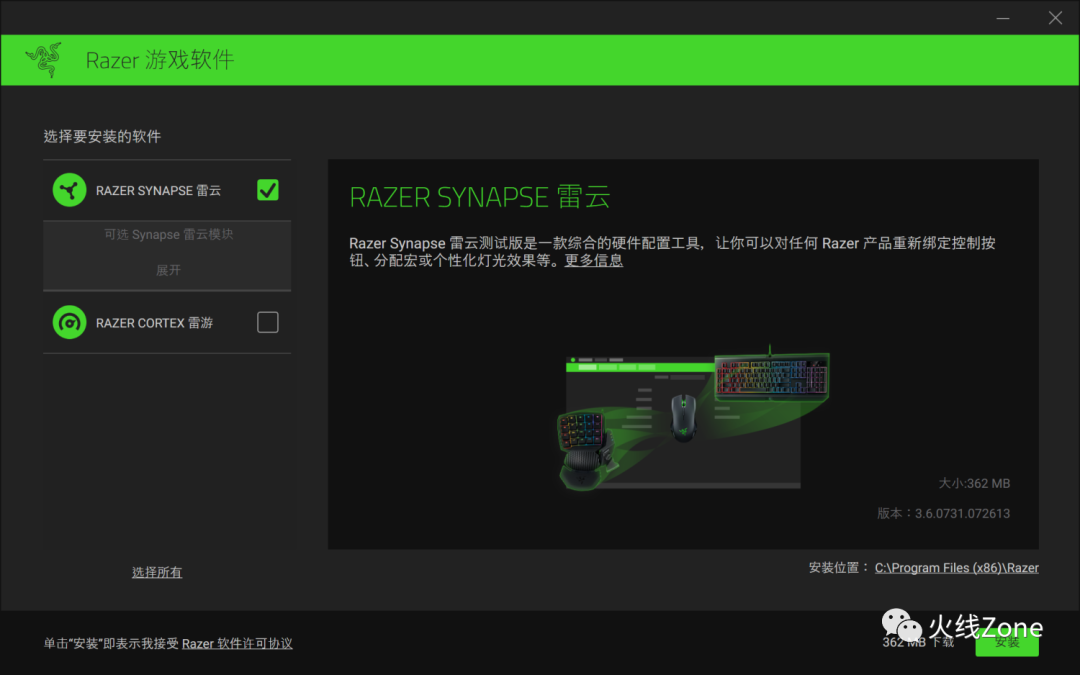 Razer 游戏软件
选择要安装的软件
RAZER SYNAPSE 雷云
可选 Synapse 雷云模块
展开
RAZER CORTEX 雷游
选择所有
RAZER SYNAPSE 雷云
Razer Synapse 雷云测试版是一款综合的硬件配置工具，让你可以对任何 Razer 产品重新绑定控制按
钮、分配宏或个性化灯光效果等。更多信息
大小:362 MB
版本：3.6.0731.072613
安装位置： C:\Program Files (x86)\Razer
单击“安装”即表示我接受 Razer 软件许可协议
362 MB 下载
安装
火线Zone